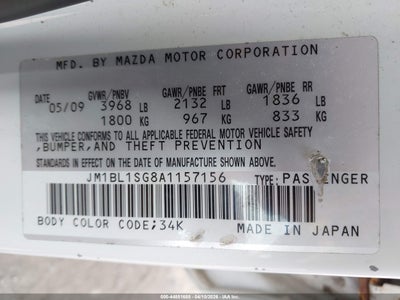 MFD. BY MAZDA MOTOR CORPORATION
DATE GVWR/PNBV GAWR/PNBE FRT GAWR/PNBE RR
05/09 3968 LB 2132 LB 1836 LB
1800 KG 967 KG 833 KG
THIS VEHICLE CONFORMS TO ALL APPLICABLE FEDERAL MOTOR VEHICLE SAFETY
,BUMPER,AND THEFT PREVENTION
STANDARDS IN EFFECT ON THE DATE OF MANUFACTURE SHOWN ABOVE.
JM1BL1SG8A1157156 TYPE:PASSENGER
BODY COLOR CODE;34K MADE IN JAPAN